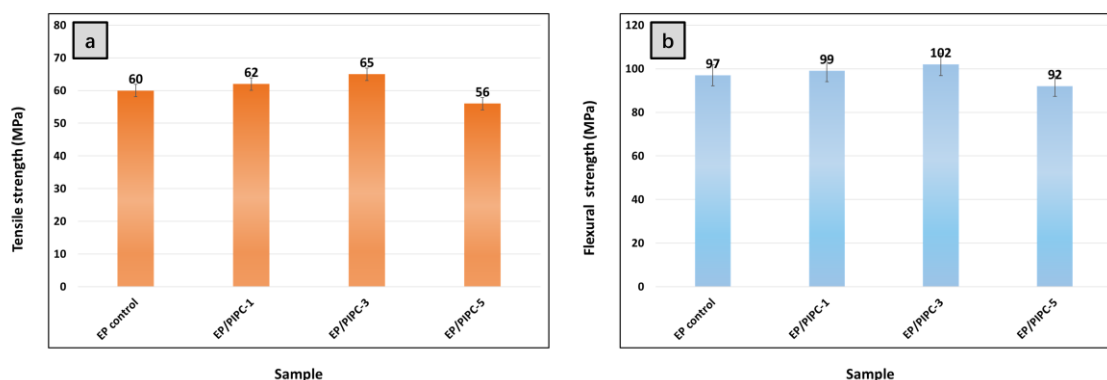 a
Tensile strength (MPa)
80
70
60
50
40
30
20
10
0
60
62
65
56
EP control
EP/PIPC-1
EP/PIPC-3
EP/PIPC-5
Sample
b
Flexural strength (MPa)
120
100
80
60
40
20
0
97
99
102
92
EP control
EP/PIPC-1
EP/PIPC-3
EP/PIPC-5
Sample